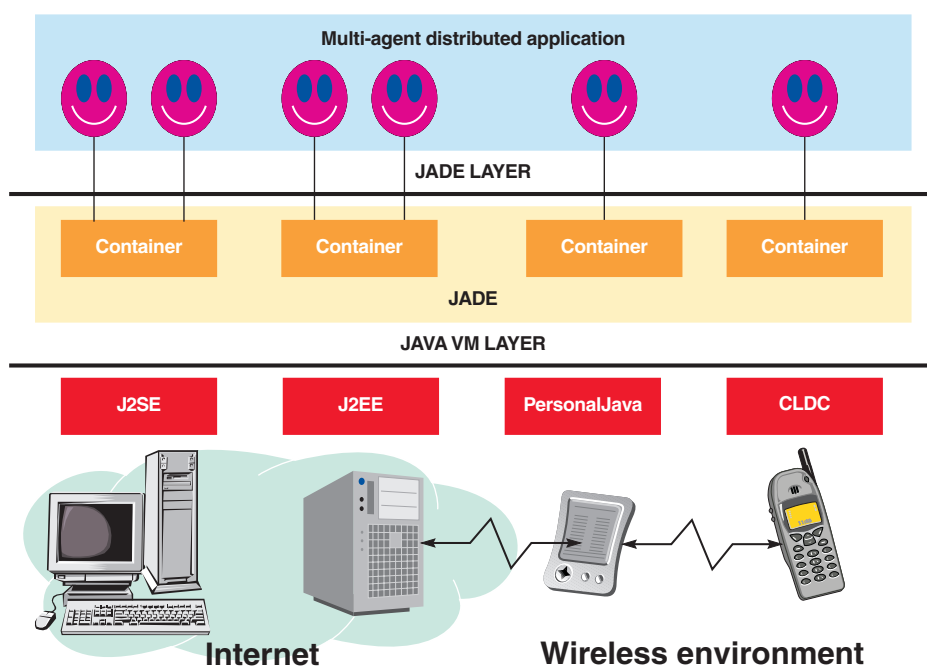 Multi-agent distributed application
JADE LAYER
Container
Container
Container
Container
JADE
JAVA VM LAYER
J2SE
J2EE
PersonalJava
CLDC
Internet
Wireless environment